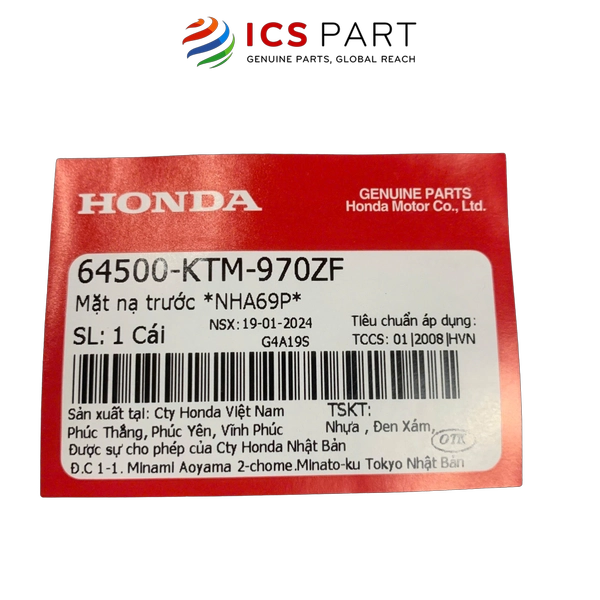 ICS PART
GENUINE PARTS, GLOBAL REACH
HONDA
GENUINE PARTS
Honda Motor Co., Ltd.
64500-KTM-970ZF
Mặt nạ trước *NHA69P*
SL: 1 Cái
NSX: 19-01-2024
G4A19S
Tiêu chuẩn áp dụng:
TCCS: 01|2008|HVN
Sản xuất tại: Cty Honda Việt Nam
Phúc Thắng, Phúc Yên, Vĩnh Phúc
TSKT:
Nhựa , Đen Xám,
OTK
Được sự cho phép của Cty Honda Nhật Bản
Đ.C 1-1. Minami Aoyama 2-chome.Minato-ku Tokyo Nhật Bản